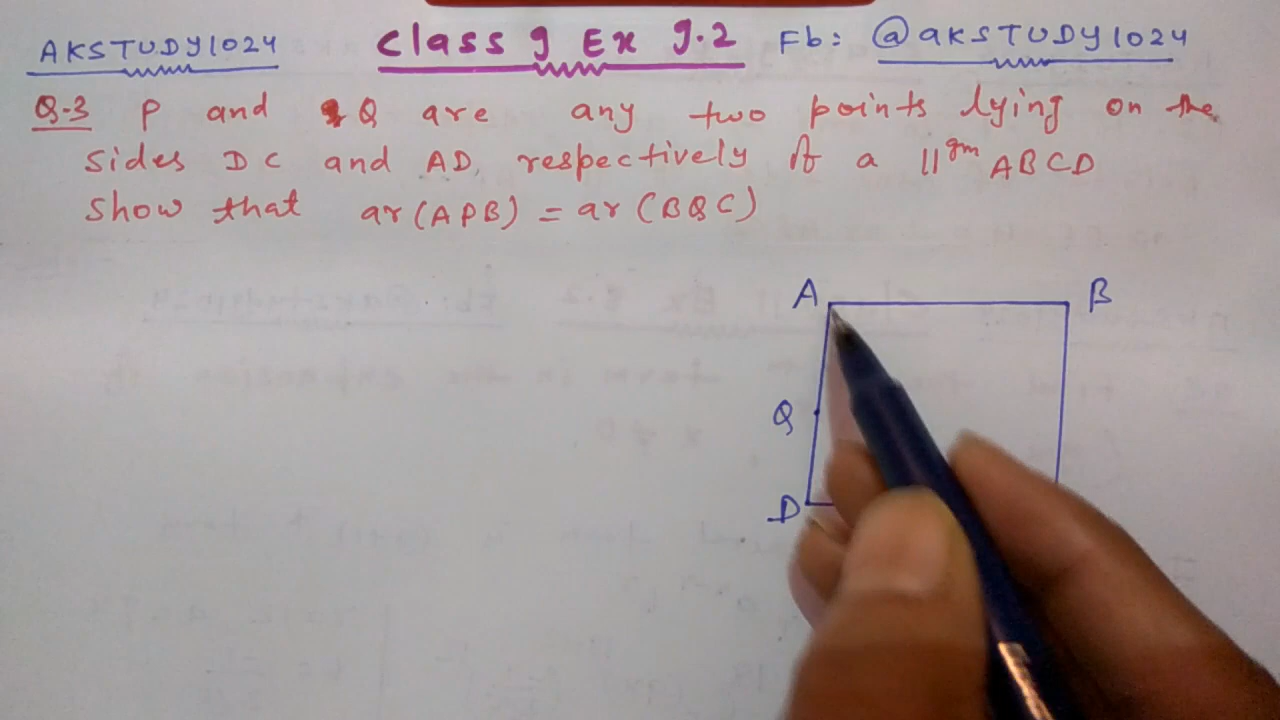 AKSTUDY1024 Class 9 Ex 9.2 Fb: @AKSTUDY1024
Q-3 P and Q are any two points lying on the
sides DC and AD, respectively of a ||gm ABCD
Show that ar(APB) = ar(BQC)
A B
Q
D